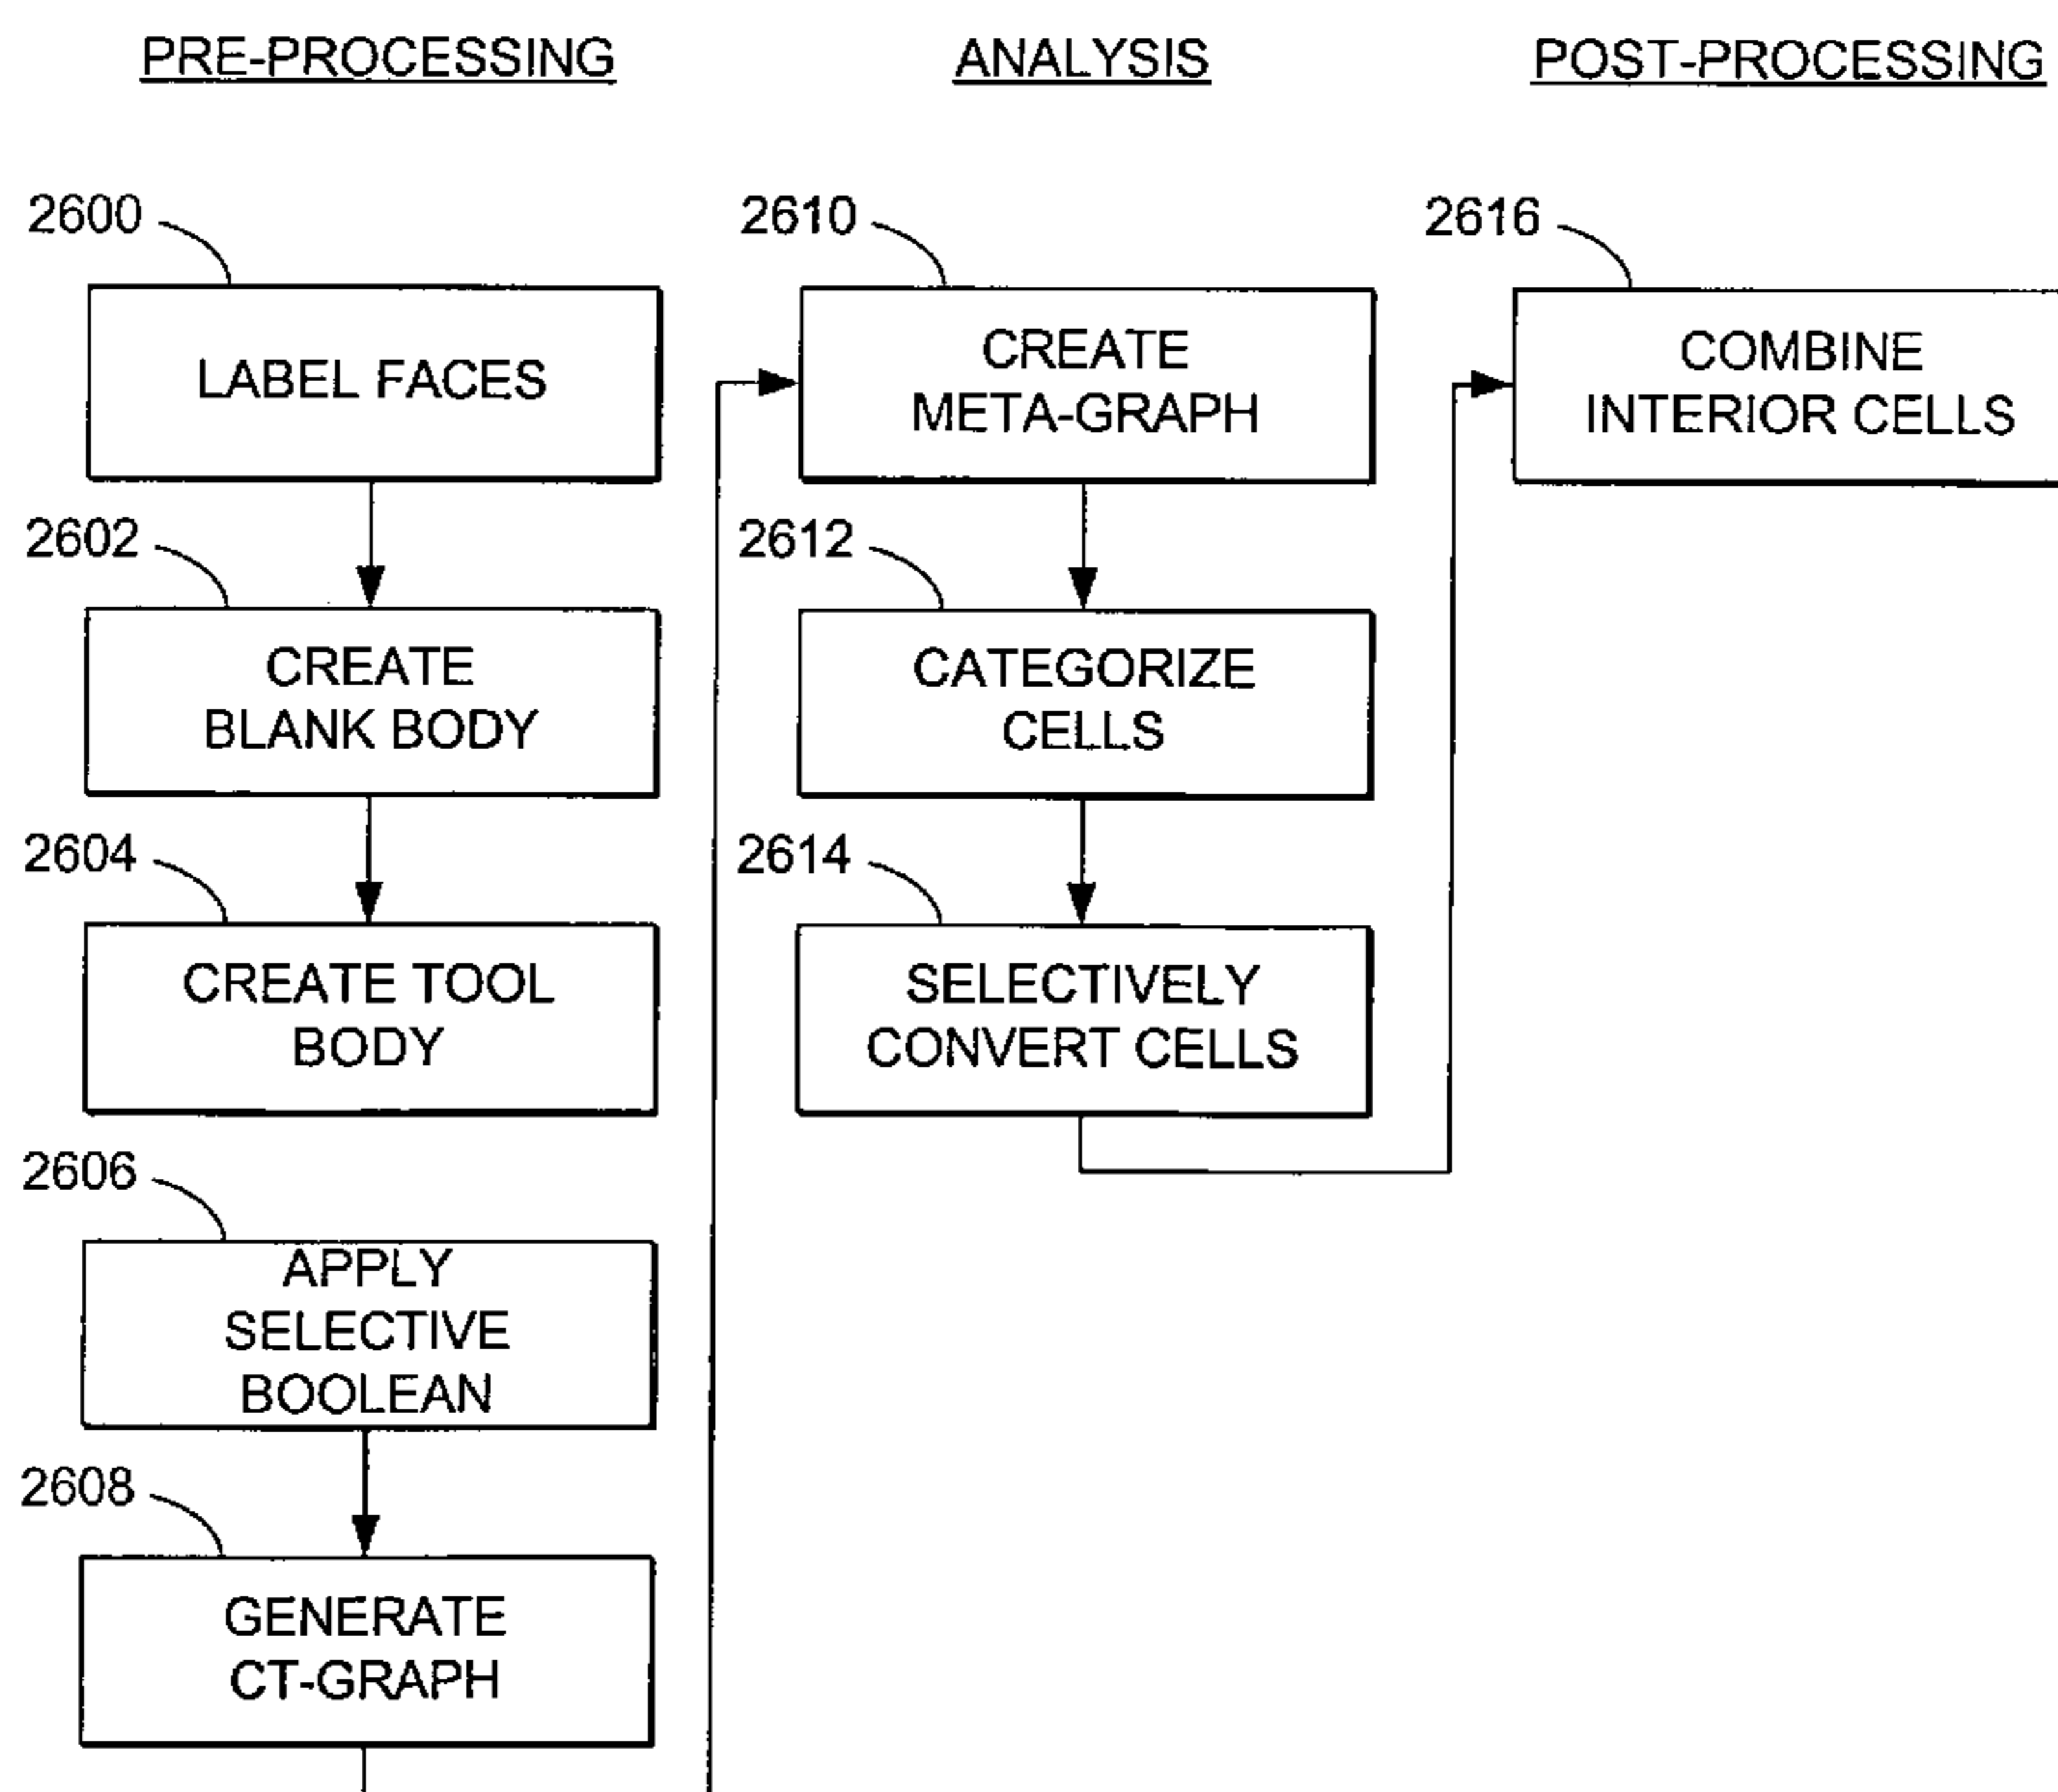 PRE-PROCESSING
2600
LABEL FACES
2602
CREATE
BLANK BODY
2604
CREATE TOOL
BODY
2606
APPLY
SELECTIVE
BOOLEAN
2608
GENERATE
CT-GRAPH
ANALYSIS
2610
CREATE
META-GRAPH
2612
CATEGORIZE
CELLS
2614
SELECTIVELY
CONVERT CELLS
POST-PROCESSING
2616
COMBINE
INTERIOR CELLS